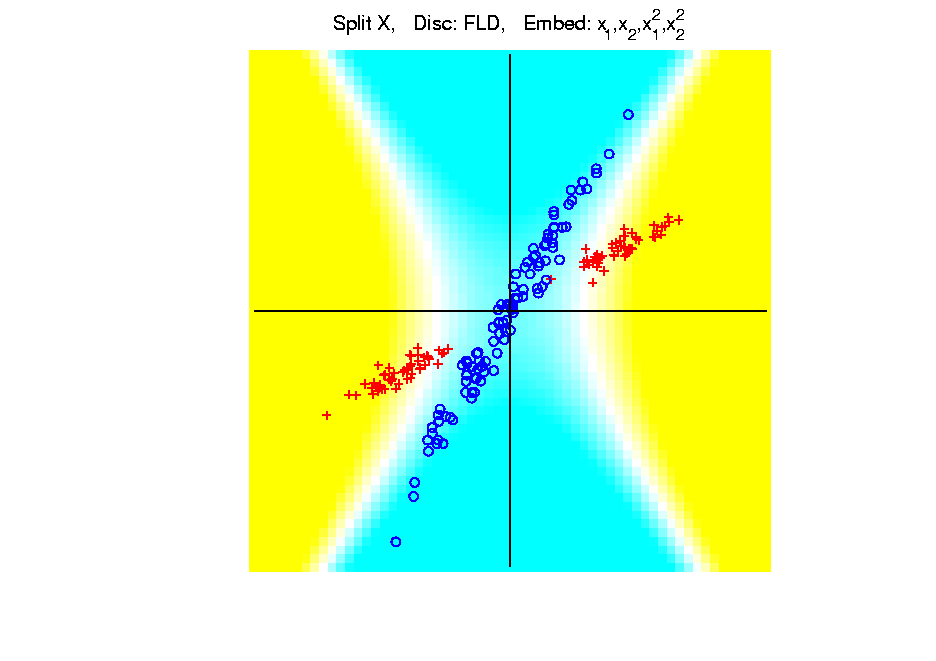 Split X,   Disc: FLD,   Embed: x₁,x₂,x₁²,x₂²